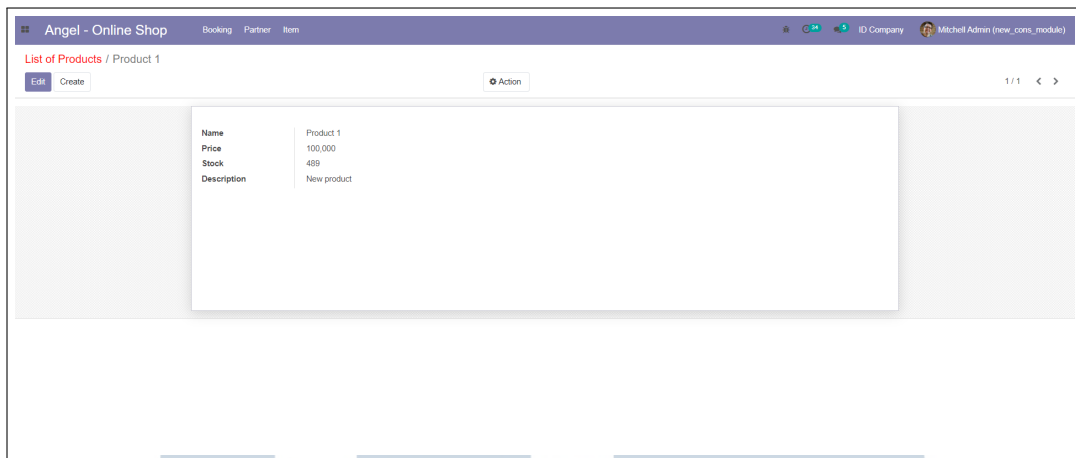 Angel - Online Shop Booking Partner Item 34 5 ID Company Mitchell Admin (new_cons_module)
List of Products / Product 1
Edit Create Action 1 / 1
Name Product 1
Price 100,000
Stock 489
Description New product